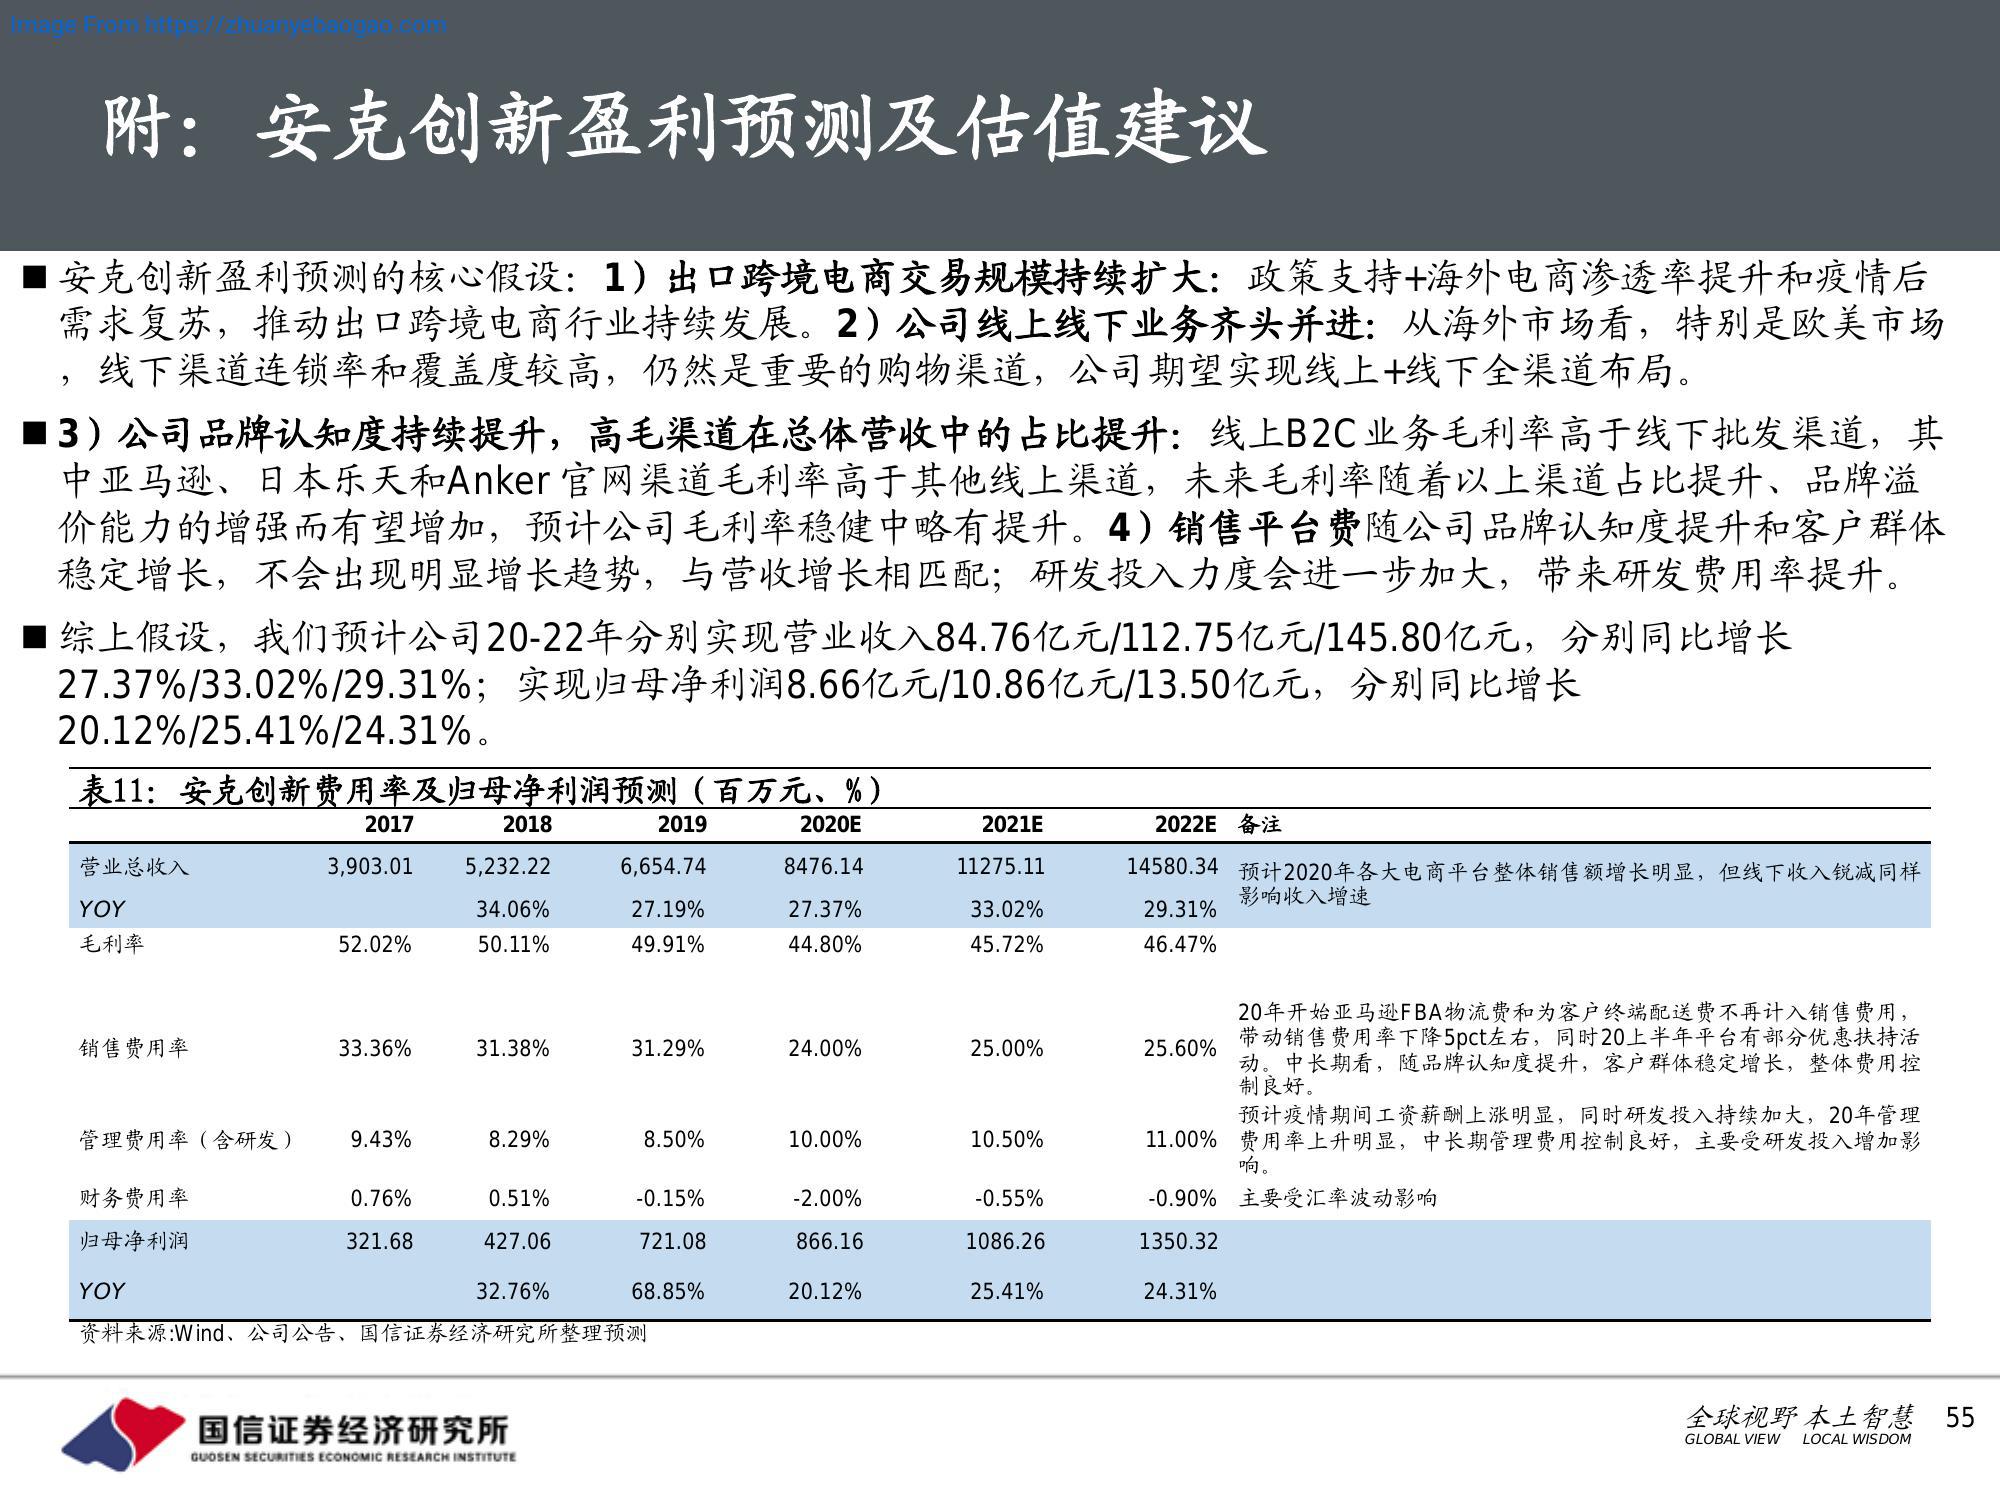 Image From https://zhuanyebaogao.com
附：安克创新盈利预测及估值建议
■ 安克创新盈利预测的核心假设：1）出口跨境电商交易规模持续扩大：政策支持+海外电商渗透率提升和疫情后
需求复苏，推动出口跨境电商行业持续发展。2）公司线上线下业务齐头并进：从海外市场看，特别是欧美市场
，线下渠道连锁率和覆盖度较高，仍然是重要的购物渠道，公司期望实现线上+线下全渠道布局。
■ 3）公司品牌认知度持续提升，高毛渠道在总体营收中的占比提升：线上B2C业务毛利率高于线下批发渠道，其
中亚马逊、日本乐天和Anker官网渠道毛利率高于其他线上渠道，未来毛利率随着以上渠道占比提升、品牌溢
价能力的增强而有望增加，预计公司毛利率稳健中略有提升。4）销售平台费随公司品牌认知度提升和客户群体
稳定增长，不会出现明显增长趋势，与营收增长相匹配；研发投入力度会进一步加大，带来研发费用率提升。
■ 综上假设，我们预计公司20-22年分别实现营业收入84.76亿元/112.75亿元/145.80亿元，分别同比增长
27.37%/33.02%/29.31%；实现归母净利润8.66亿元/10.86亿元/13.50亿元，分别同比增长
20.12%/25.41%/24.31%。
表11：安克创新费用率及归母净利润预测（百万元、%）
2017 2018 2019 2020E 2021E 2022E 备注
营业总收入 3,903.01 5,232.22 6,654.74 8476.14 11275.11 14580.34 预计2020年各大电商平台整体销售额增长明显，但线下收入锐减同样
影响收入增速
YOY 34.06% 27.19% 27.37% 33.02% 29.31%
毛利率 52.02% 50.11% 49.91% 44.80% 45.72% 46.47%
销售费用率 33.36% 31.38% 31.29% 24.00% 25.00% 25.60% 20年开始亚马逊FBA物流费和为客户终端配送费不再计入销售费用，
带动销售费用率下降5pct左右，同时20上半年平台有部分优惠扶持活
动。中长期看，随品牌认知度提升，客户群体稳定增长，整体费用控
制良好。
管理费用率（含研发） 9.43% 8.29% 8.50% 10.00% 10.50% 11.00% 预计疫情期间工资薪酬上涨明显，同时研发投入持续加大，20年管理
费用率上升明显，中长期管理费用控制良好，主要受研发投入增加影
响。
财务费用率 0.76% 0.51% -0.15% -2.00% -0.55% -0.90% 主要受汇率波动影响
归母净利润 321.68 427.06 721.08 866.16 1086.26 1350.32
YOY 32.76% 68.85% 20.12% 25.41% 24.31%
资料来源:Wind、公司公告、国信证券经济研究所整理预测
国信证券经济研究所
GUOSEN SECURITIES ECONOMIC RESEARCH INSTITUTE
全球视野 本土智慧
GLOBAL VIEW LOCAL WISDOM
55